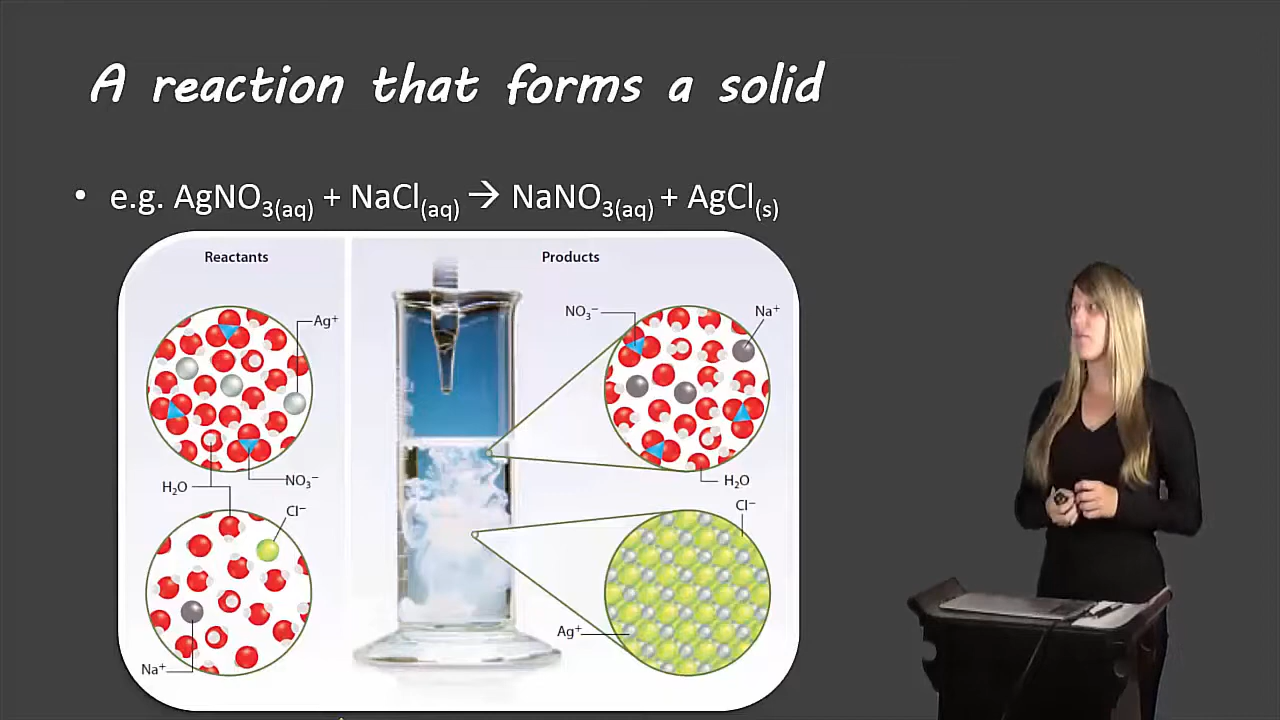 A reaction that forms a solid
• e.g. AgNO3(aq) + NaCl(aq) → NaNO3(aq) + AgCl(s)
Reactants
Products
Ag⁺
NO₃⁻
H₂O
Cl⁻
Na⁺
NO₃⁻
Na⁺
H₂O
Cl⁻
Ag⁺